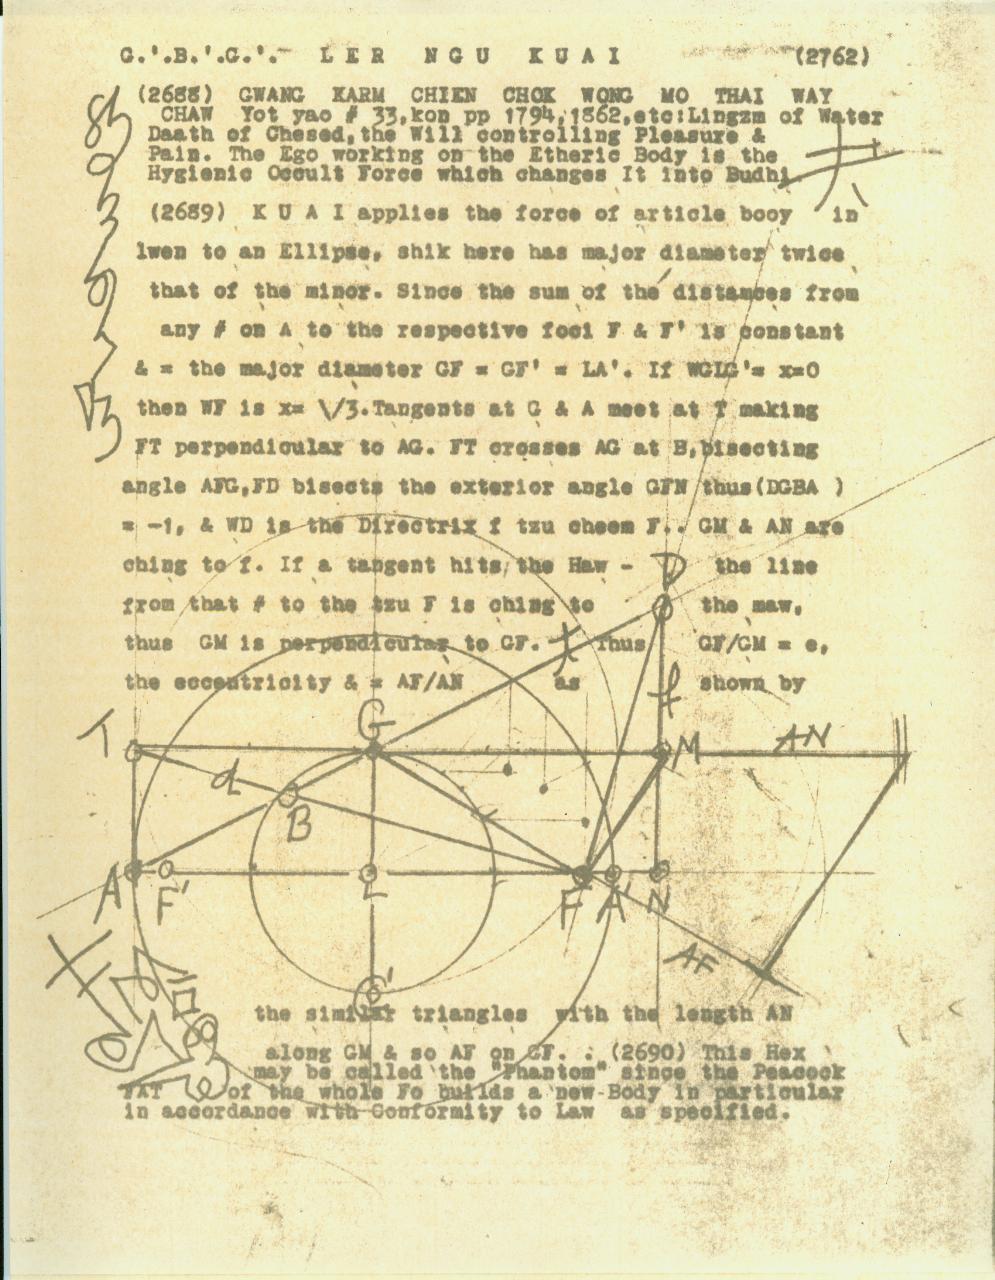 G.'.B.'.G.'.- LER NGU KUAI (2762)
(2688) GWANG KARM CHIEN CHOK WONG MO THAI WAY
CHAW Yot yao # 33,kon pp 1794,1862,etc:Lingzm of Water
Daath of Chesed,the Will controlling Pleasure &
Pain. The Ego working on the Etheric Body is the
Hygienic Occult Force which changes It into Budhi.
(2689) K U A I applies the force of article booy in
lwen to an Ellipse, shik here has major diameter twice
that of the minor. Since the sum of the distances from
any # on A to the respective foci F & F' is constant
& = the major diameter GF = GF' = LA'. If WGLG'= x=0
then WF is x= \/3.Tangents at G & A meet at T making
FT perpendicular to AG. FT crosses AG at B,bisecting
angle AFG,FD bisects the exterior angle GFN thus(DGBA )
= -1, & WD is the Directrix f tzu cheem F.. GM & AN are
ching to f. If a tangent hits the Haw - D the line
from that # to the tzu F is ching to the maw,
thus GM is perpendicular to GF. Thus GF/GM = e,
the eccentricity & = AF/AN as shown by
t
f
T G M AN
d
B
A F' L F A' N
AF
G'
the similar triangles with the length AN
along GM & so AF on GF. . (2690) This Hex
may be called the "Phantom" since the Peacock
FAT of the whole Fo builds a new Body in particular
in accordance with Conformity to Law as specified.